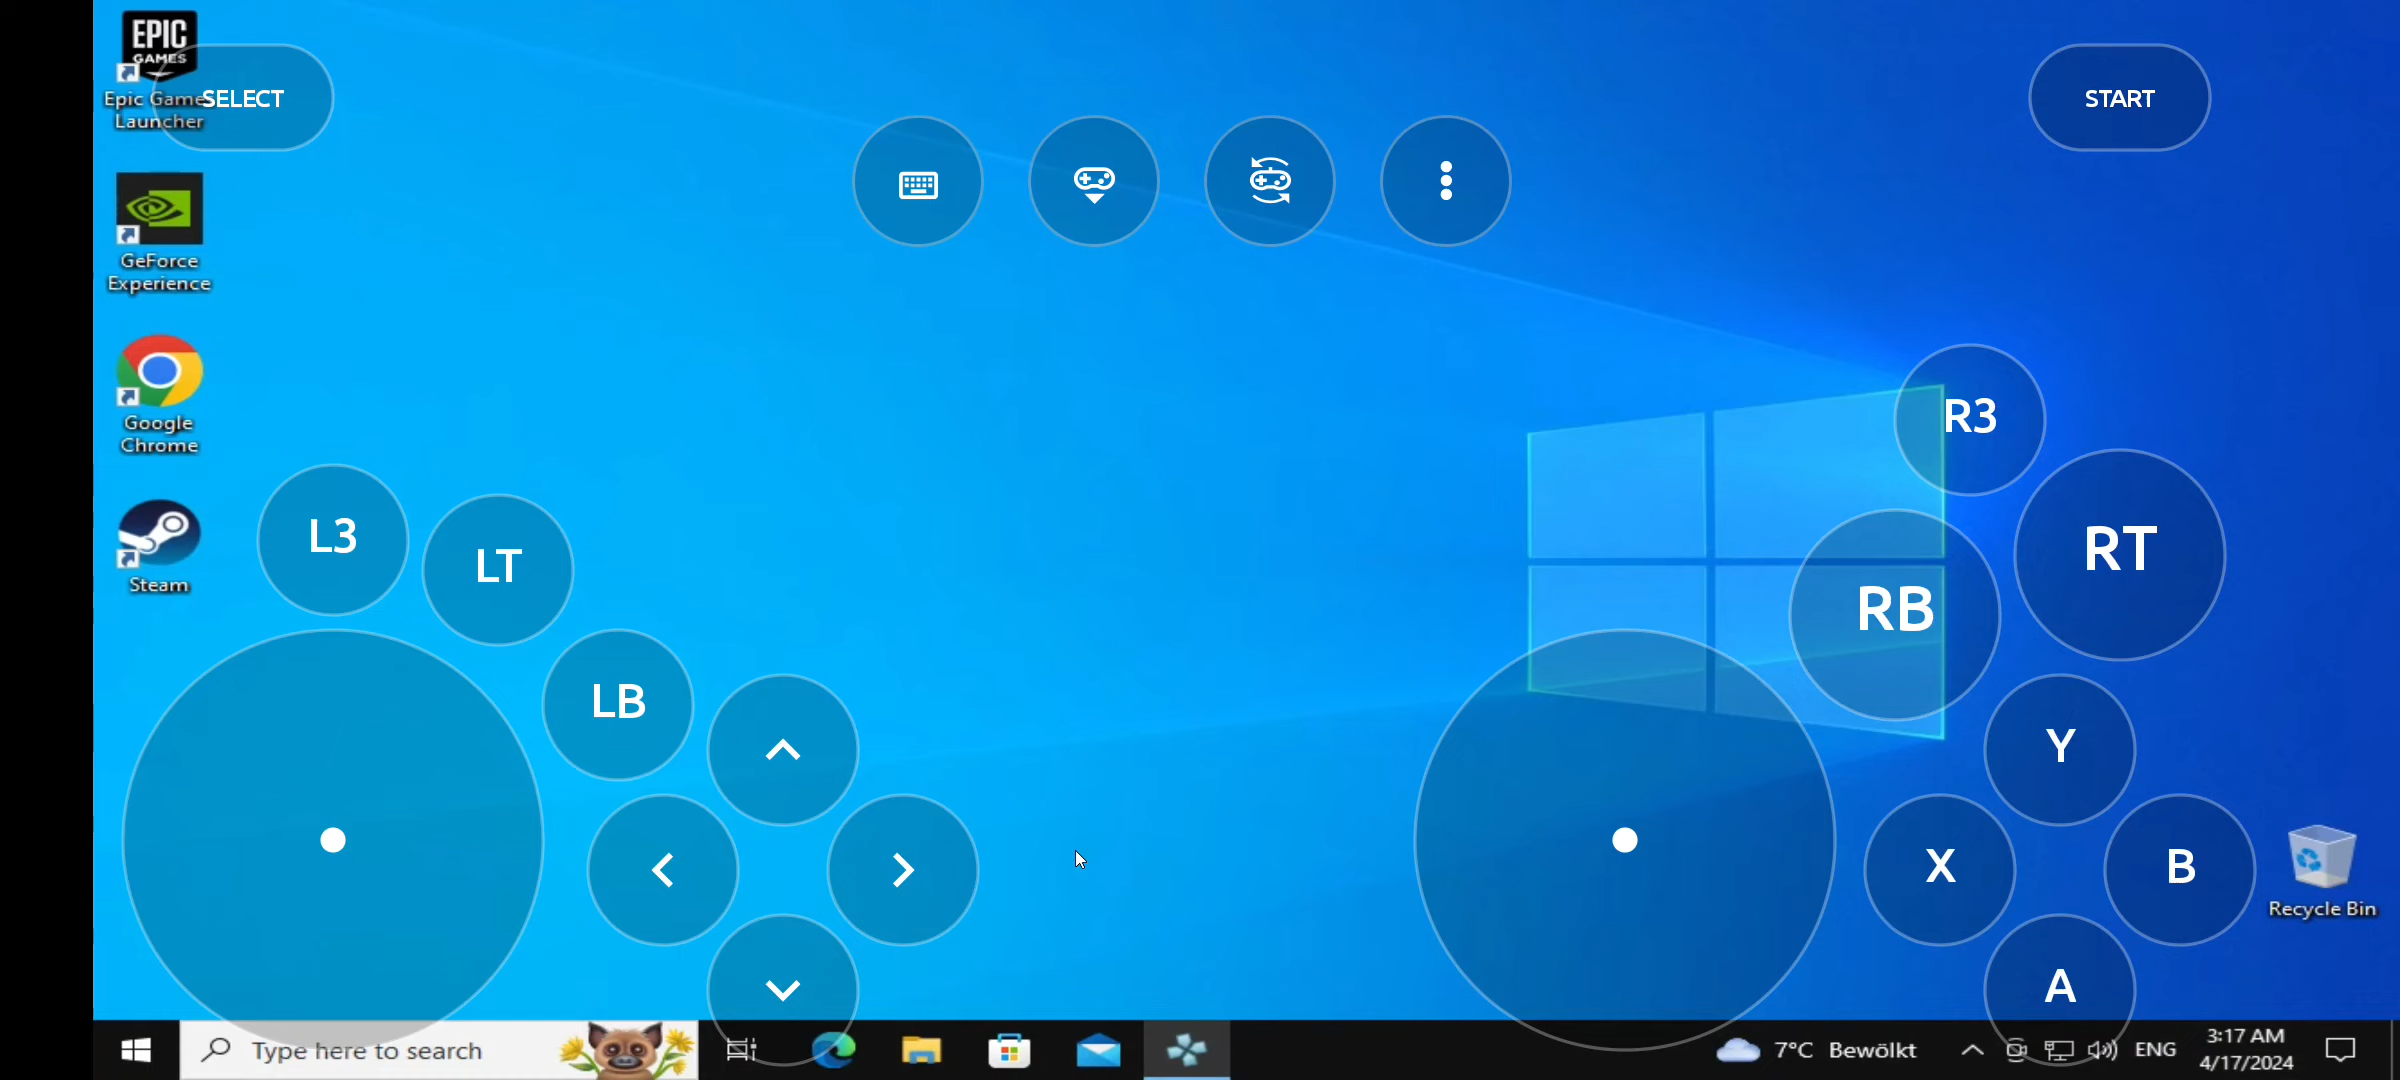 EPIC
GAMES
Epic Game
Launcher
SELECT
START
GeForce
Experience
Google
Chrome
Steam
L3
LT
LB
R3
RT
RB
Y
X
B
A
Recycle Bin
Type here to search
7°C Bewölkt
ENG
3:17 AM
4/17/2024